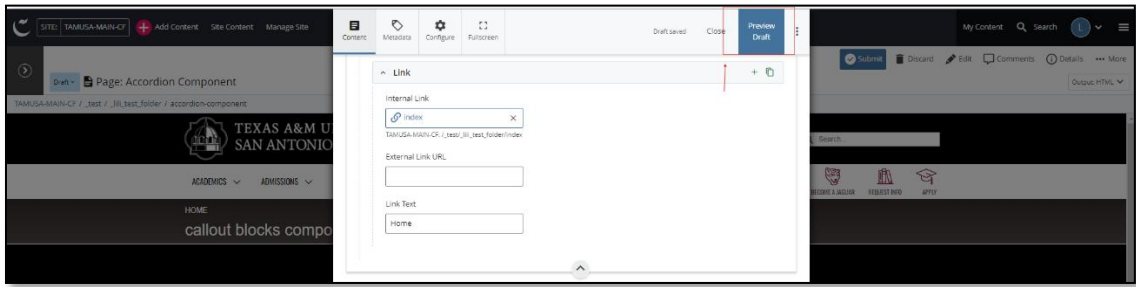 SITE: TAMUSA-MAIN-CF Add Content Site Content Manage Site
My Content Search L
Content Metadata Configure Fullscreen
Draft saved Close Preview Draft
Submit Discard Edit Comments Details More
Draft Page: Accordion Component
Output: HTML
TAMUSA-MAIN-CF / _test / _lili_test_folder / accordion-component
Link
Internal Link
index
TAMUSA-MAIN-CF: /_test/_lili_test_folder/index
External Link URL
Link Text
Home
TEXAS A&M U
SAN ANTONIO
Search
ACADEMICS ADMISSIONS
BECOME A JAGUAR REQUEST INFO APPLY
HOME
callout blocks compo